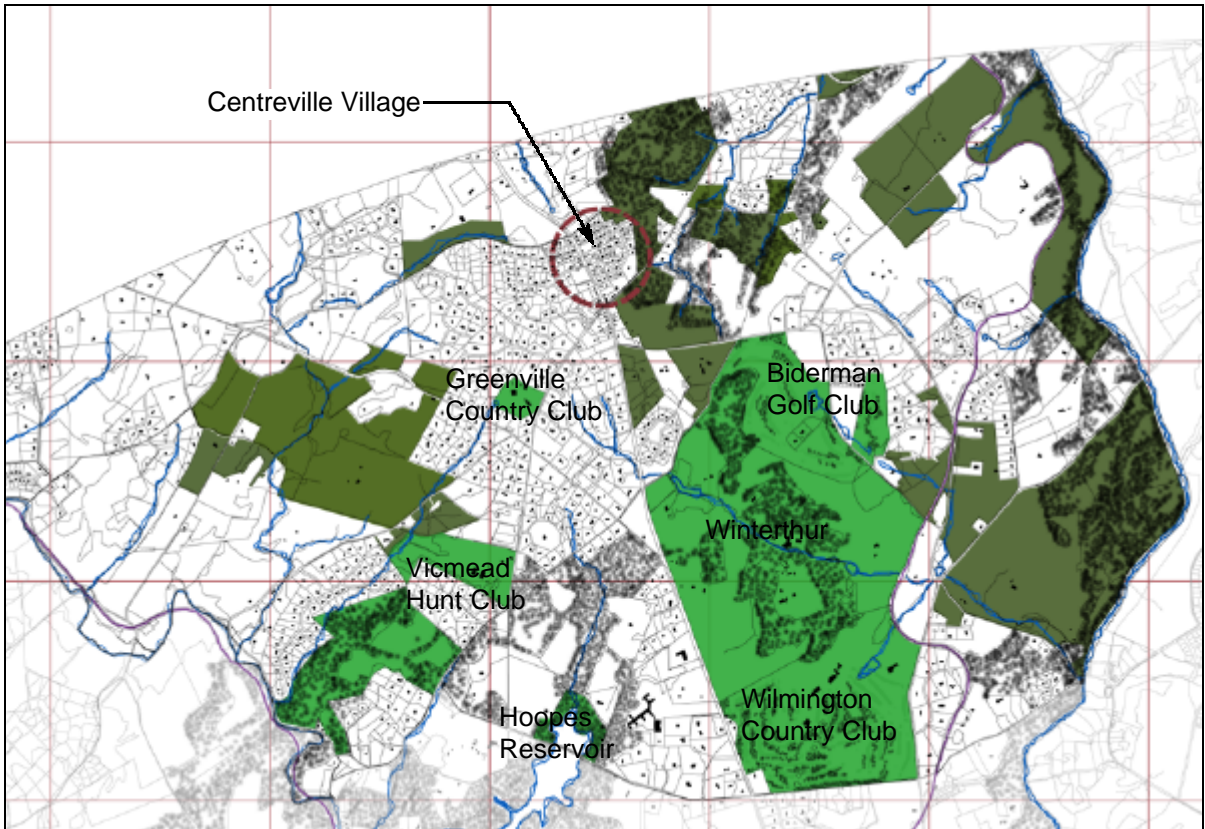 Centreville Village
Greenville
Country Club
Biderman
Golf Club
Winterthur
Vicmead
Hunt Club
Hoopes
Reservoir
Wilmington
Country Club